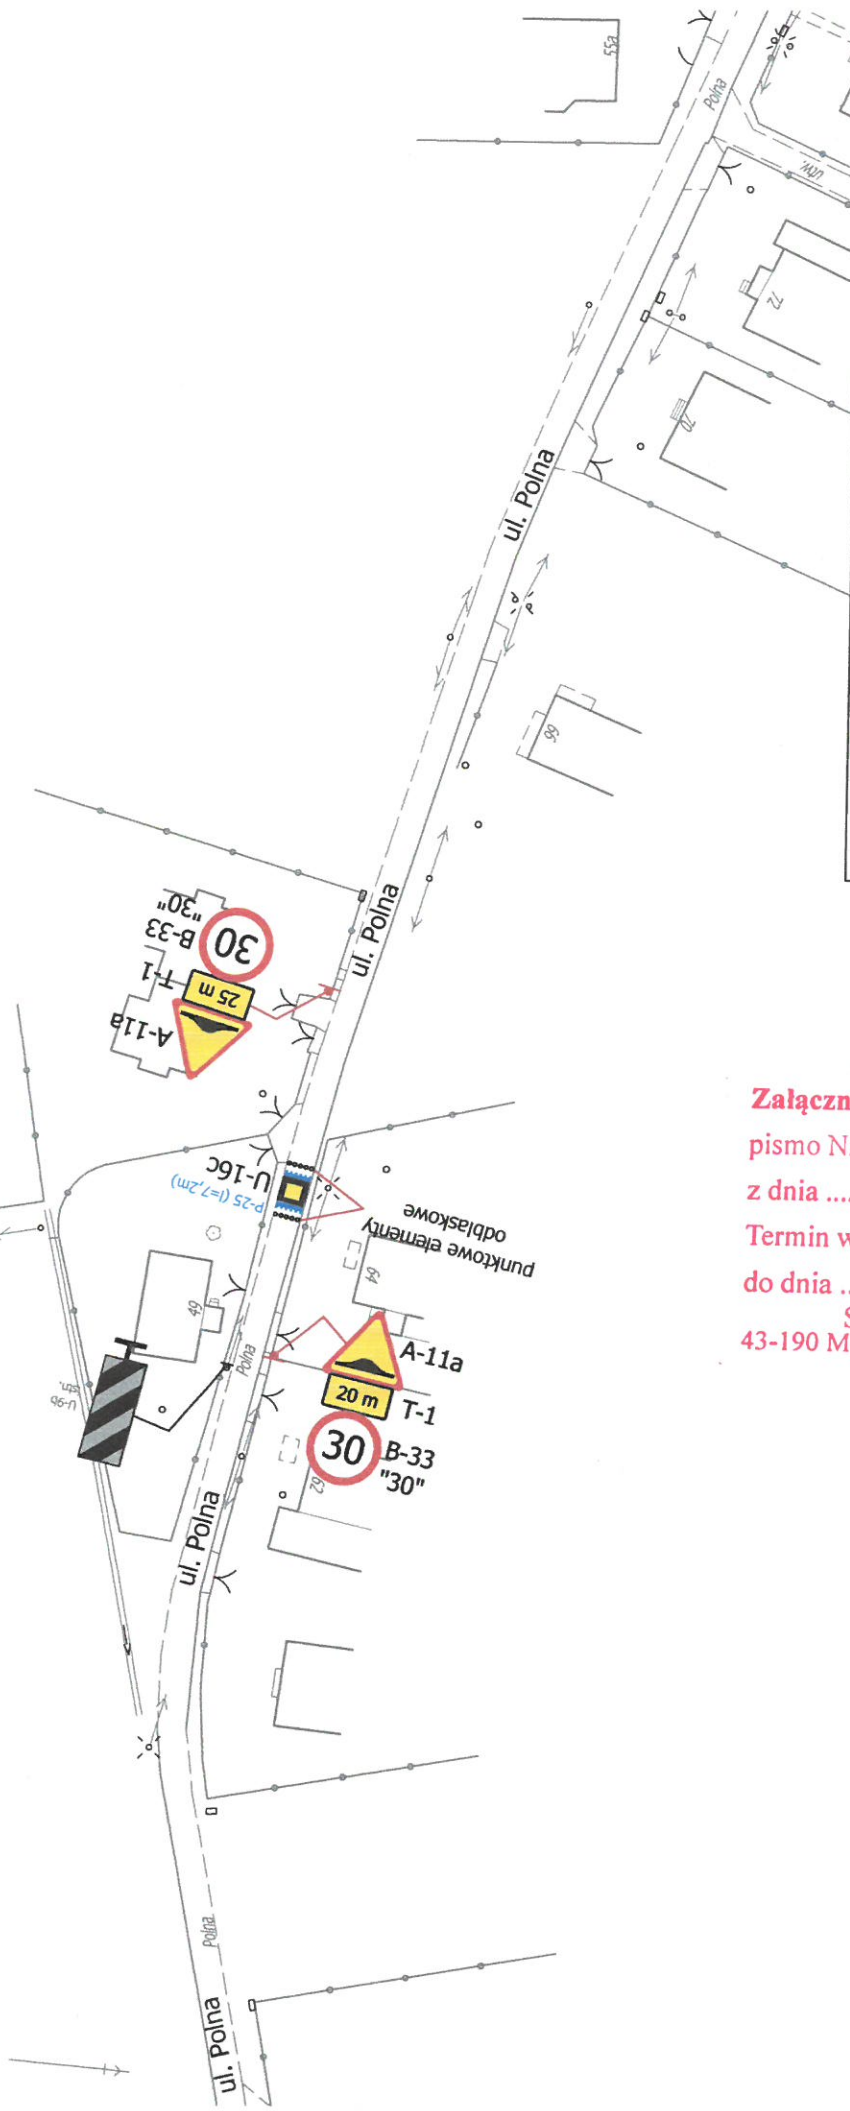 55a
Polna
utw.
72
70
ul. Polna
66
"30"
B-33
30
T-1
25 m
A-11a
ul. Polna
U-16c
P-25 (l=7,2m)
punktowe elementy
odblaskowe
64
49
Polna
A-11a
20 m
T-1
30
B-33
"30"
62
U-9b
ul. Polna
Polna
ul. Polna
Załączn
pismo N
z dnia ....
Termin w
do dnia ..
S
43-190 M